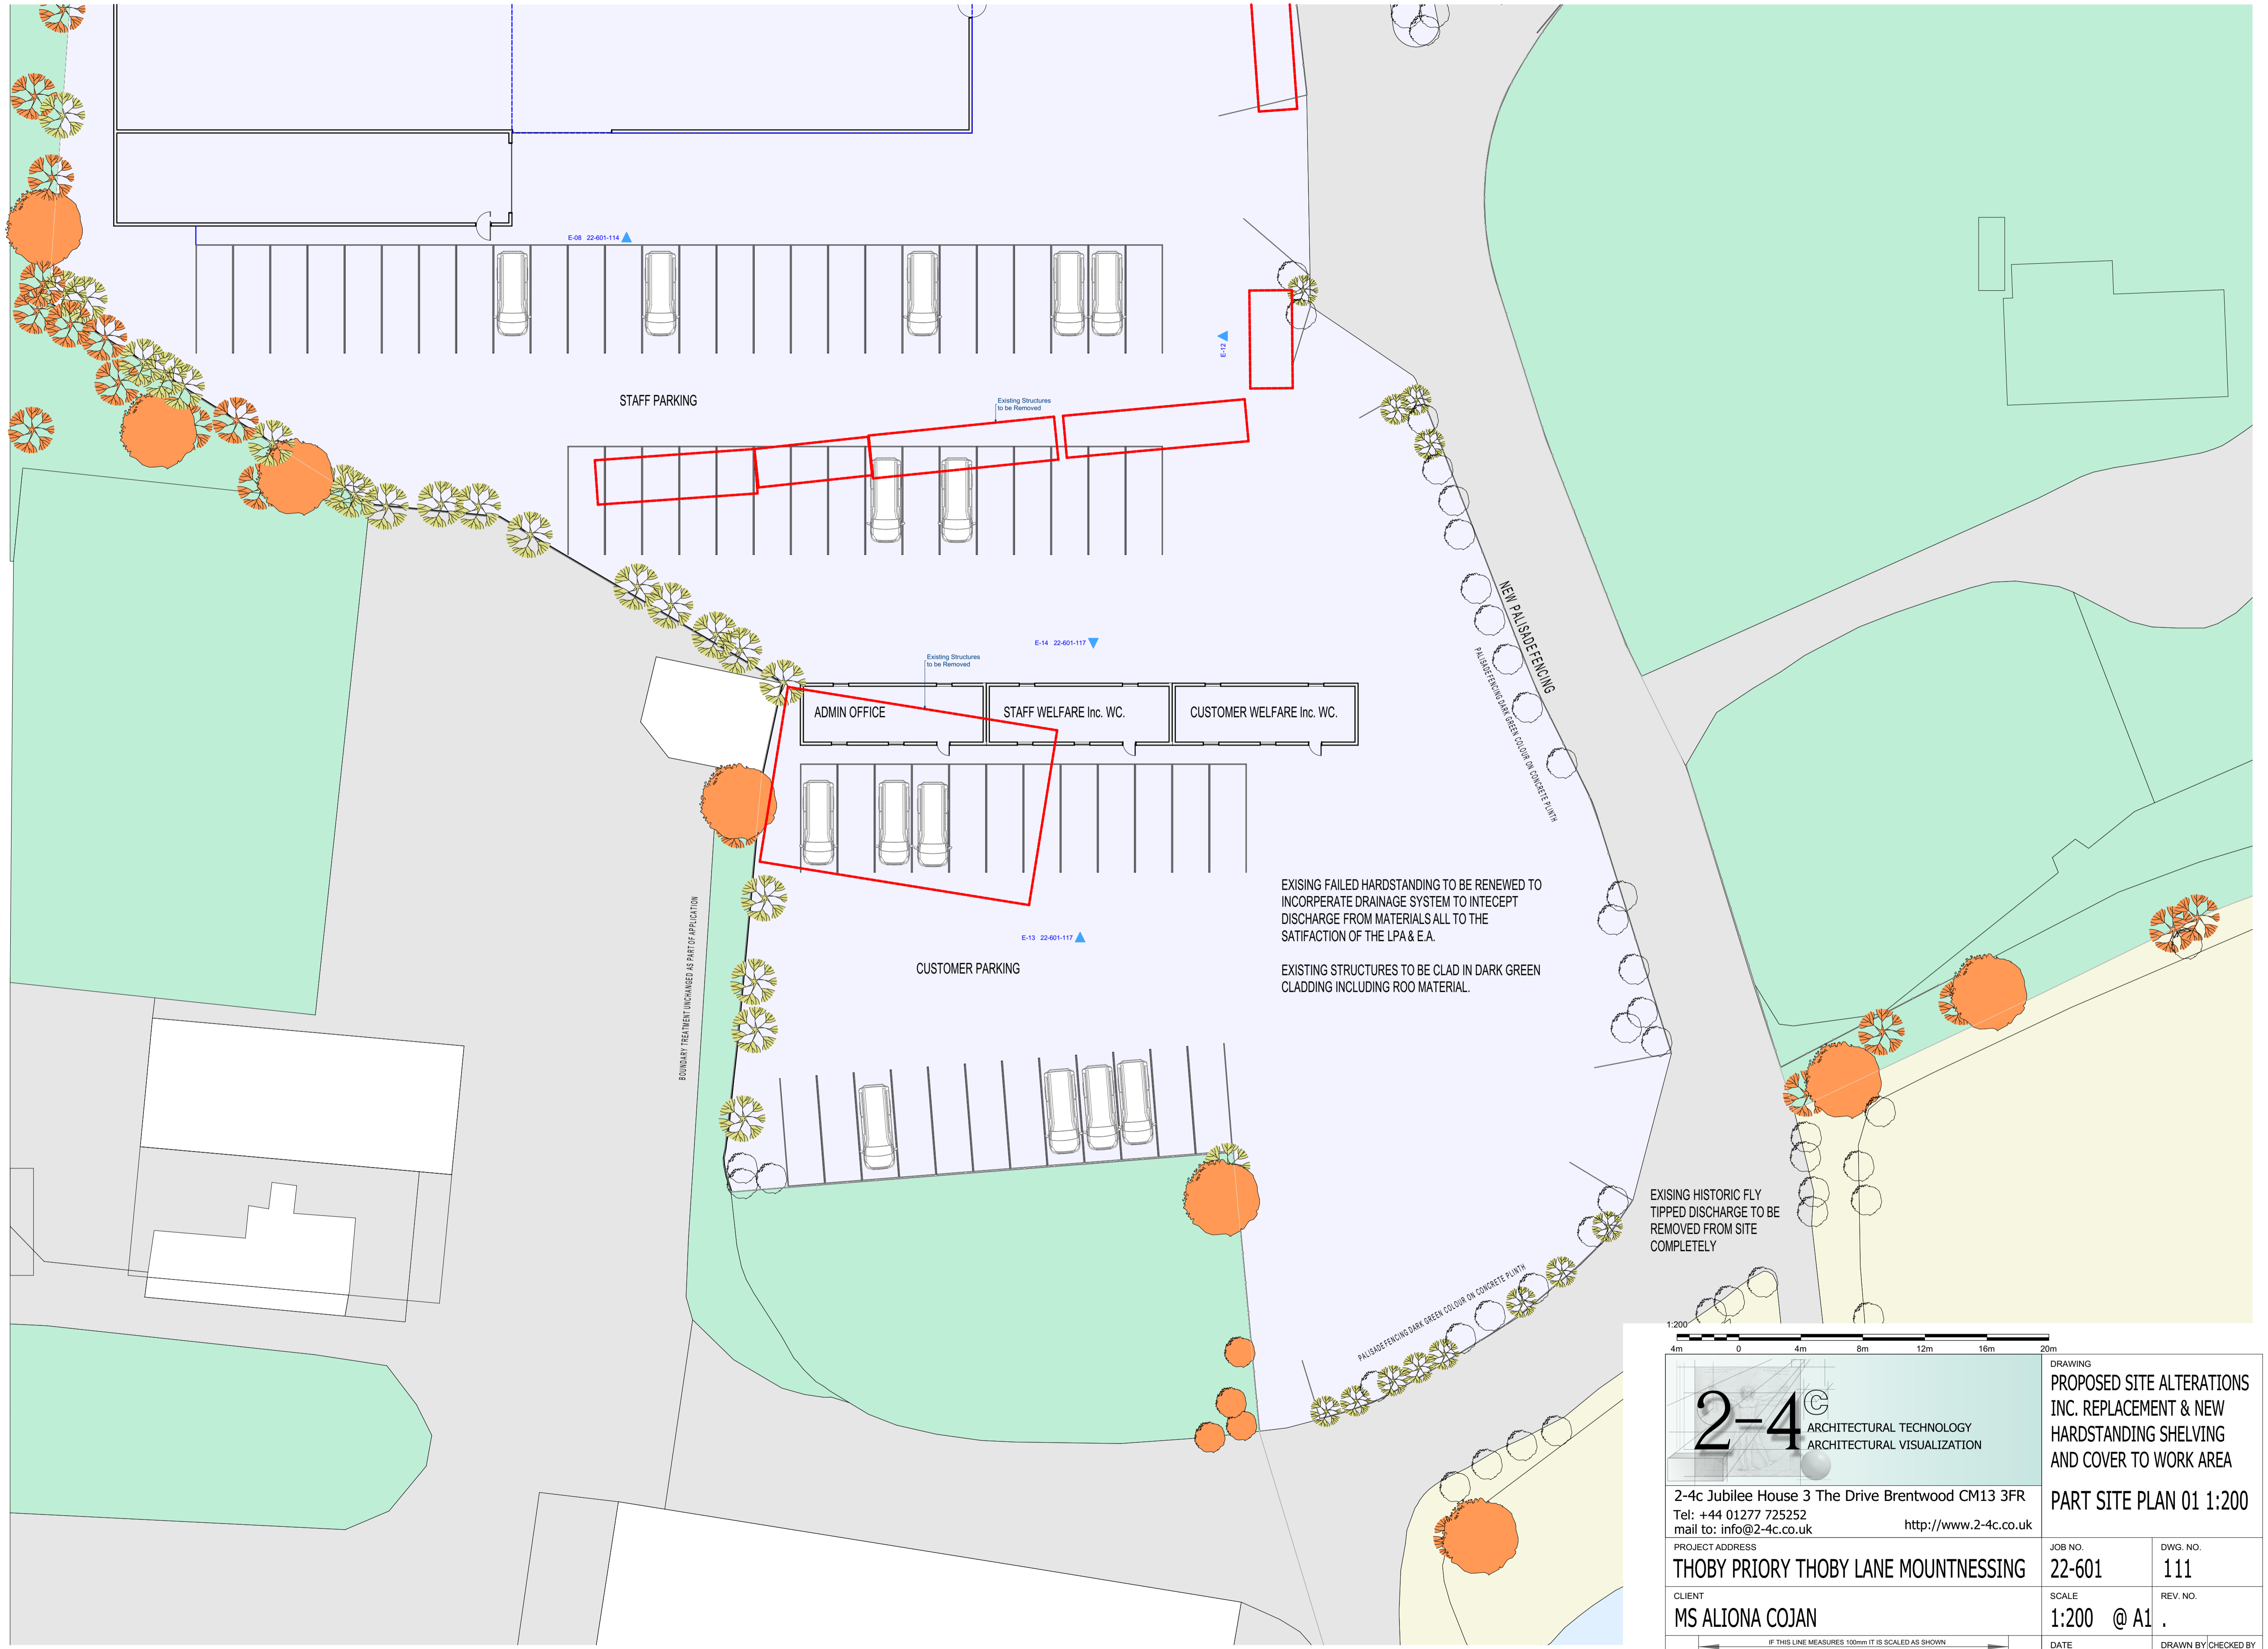 E-08 22-601-114
E-12
STAFF PARKING
Existing Structures
to be Removed
NEW PALISADE FENCING
PALISADE FENCING DARK GREEN COLOUR ON CONCRETE PLINTH
E-14 22-601-117
Existing Structures
to be Removed
ADMIN OFFICE
STAFF WELFARE Inc. WC.
CUSTOMER WELFARE Inc. WC.
BOUNDARY TREATMENT UNCHANGED AS PART OF APPLICATION
EXISING FAILED HARDSTANDING TO BE RENEWED TO
INCORPERATE DRAINAGE SYSTEM TO INTECEPT
DISCHARGE FROM MATERIALS ALL TO THE
SATIFACTION OF THE LPA & E.A.
EXISTING STRUCTURES TO BE CLAD IN DARK GREEN
CLADDING INCLUDING ROO MATERIAL.
E-13 22-601-117
CUSTOMER PARKING
EXISING HISTORIC FLY
TIPPED DISCHARGE TO BE
REMOVED FROM SITE
COMPLETELY
PALISADE FENCING DARK GREEN COLOUR ON CONCRETE PLINTH
1:200
4m 0 4m 8m 12m 16m 20m
2-4c
ARCHITECTURAL TECHNOLOGY
ARCHITECTURAL VISUALIZATION
2-4c Jubilee House 3 The Drive Brentwood CM13 3FR
Tel: +44 01277 725252
mail to: info@2-4c.co.uk
http://www.2-4c.co.uk
DRAWING
PROPOSED SITE ALTERATIONS
INC. REPLACEMENT & NEW
HARDSTANDING SHELVING
AND COVER TO WORK AREA
PART SITE PLAN 01 1:200
PROJECT ADDRESS
THOBY PRIORY THOBY LANE MOUNTNESSING
JOB NO.
22-601
DWG. NO.
111
CLIENT
MS ALIONA COJAN
SCALE
1:200 @ A1
REV. NO.
.
IF THIS LINE MEASURES 100mm IT IS SCALED AS SHOWN
DATE
DRAWN BY
CHECKED BY